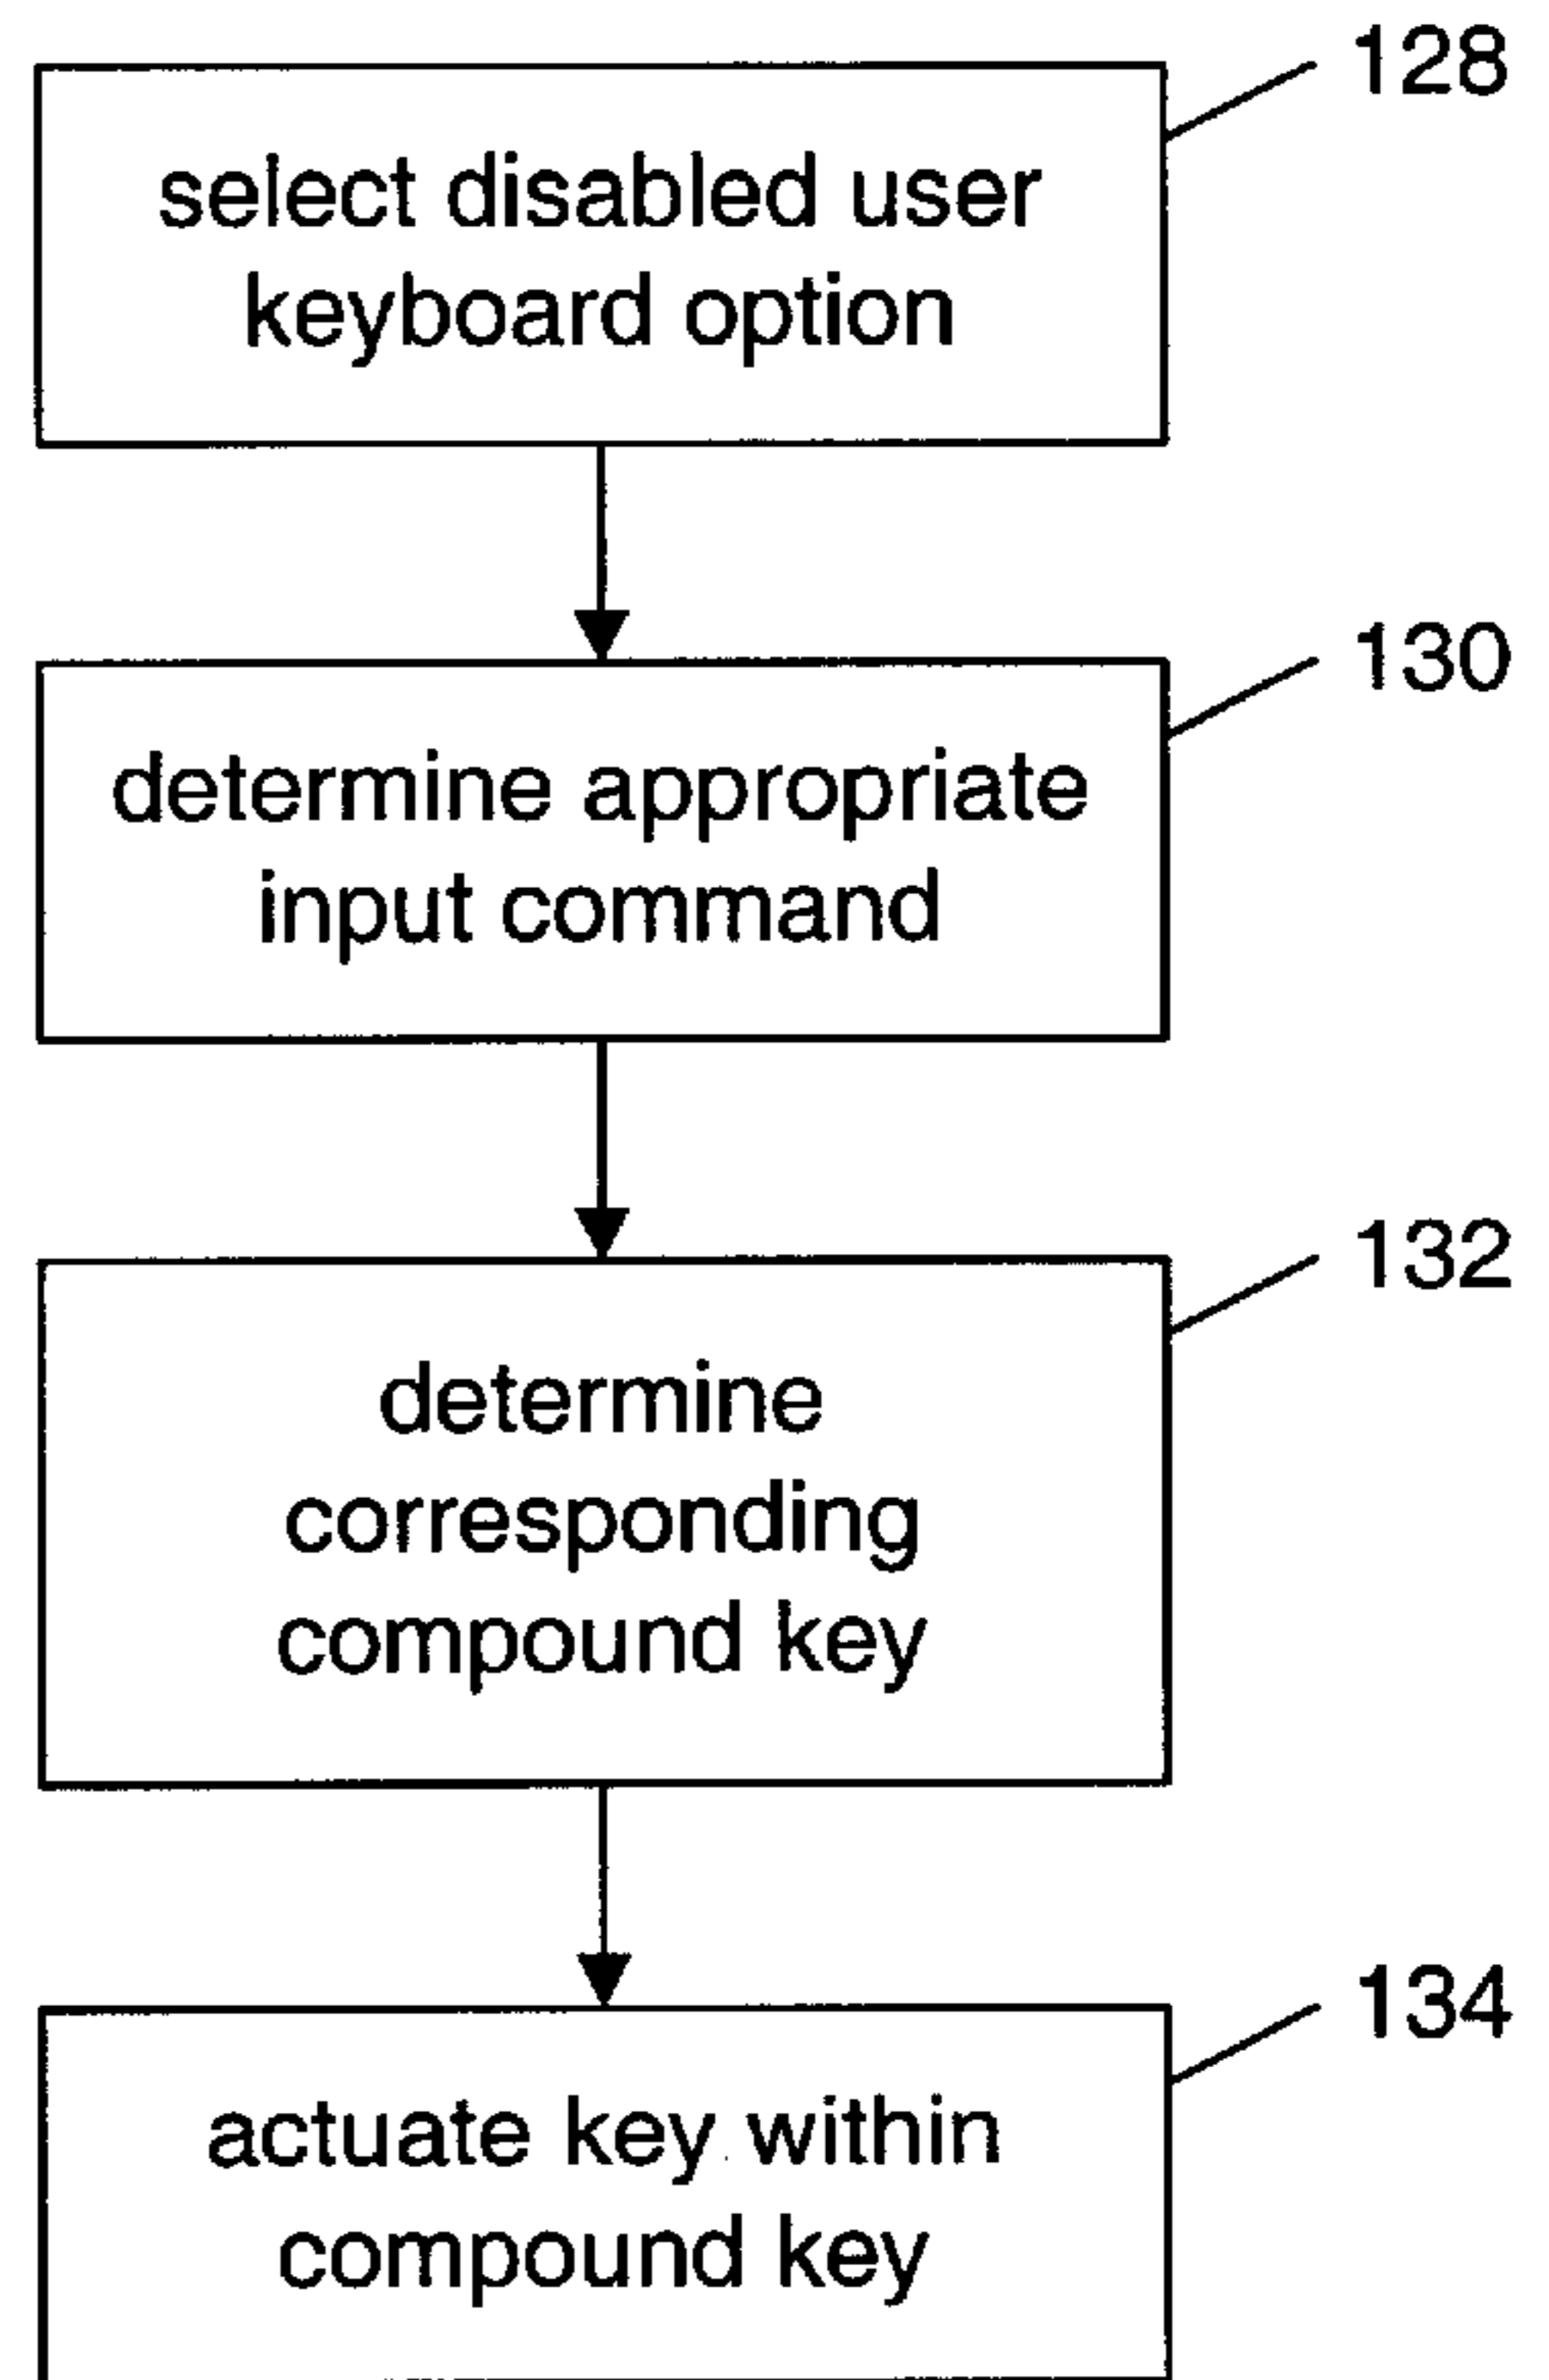 128
select disabled user
keyboard option
130
determine appropriate
input command
132
determine
corresponding
compound key
134
actuate key within
compound key